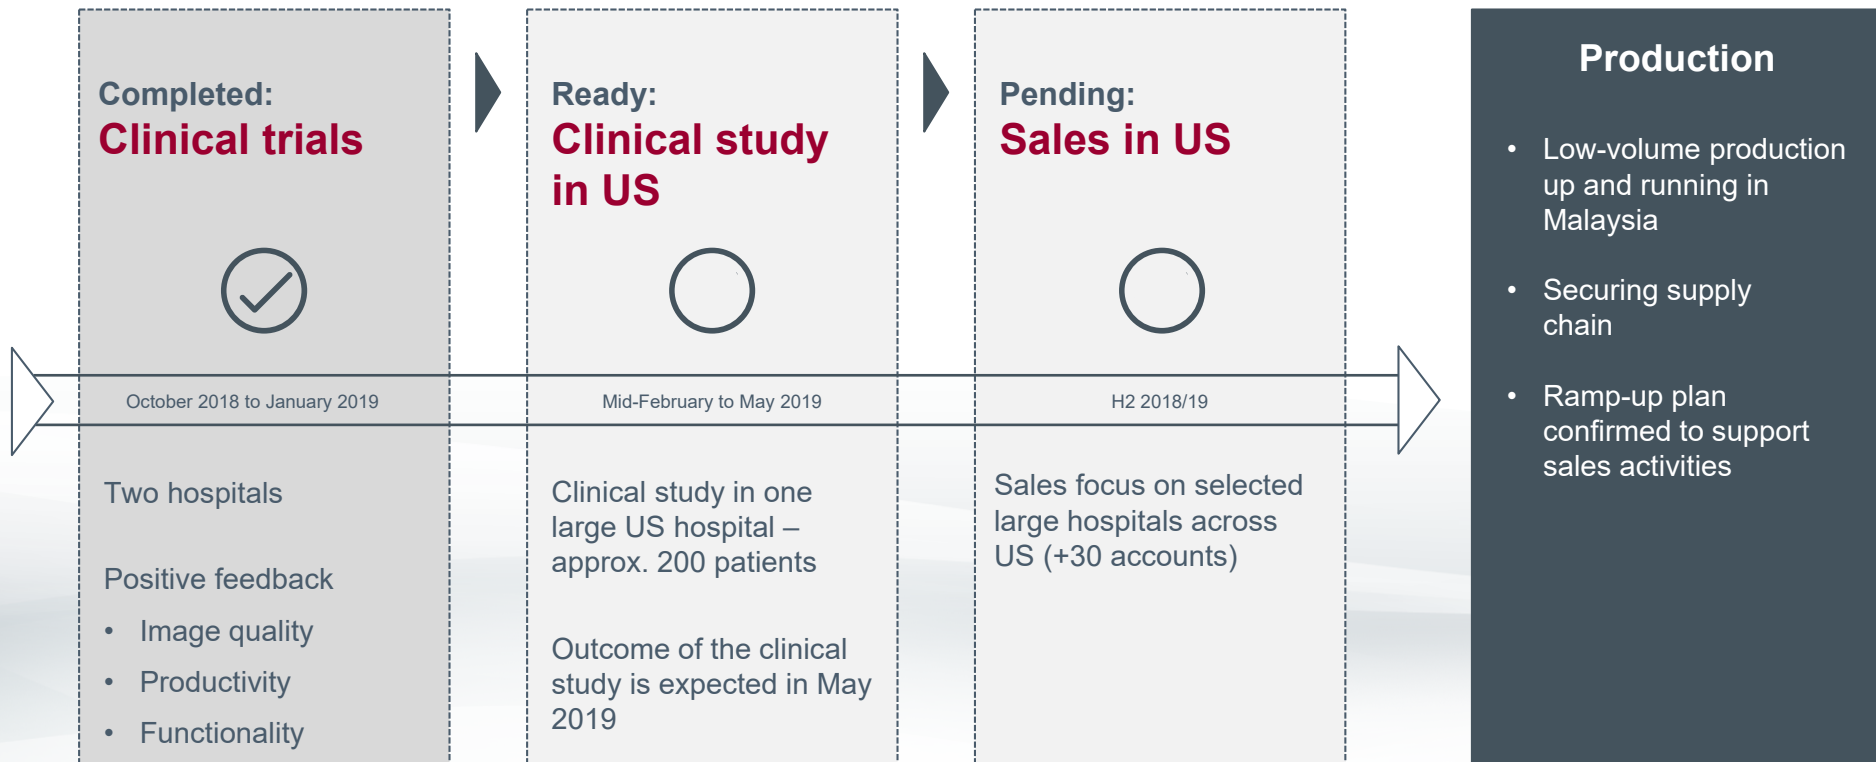 Completed:
Clinical trials
October 2018 to January 2019
Two hospitals
Positive feedback
• Image quality
• Productivity
• Functionality
Ready:
Clinical study
in US
Mid-February to May 2019
Clinical study in one
large US hospital –
approx. 200 patients
Outcome of the clinical
study is expected in May
2019
Pending:
Sales in US
H2 2018/19
Sales focus on selected
large hospitals across
US (+30 accounts)
Production
• Low-volume production
up and running in
Malaysia
• Securing supply
chain
• Ramp-up plan
confirmed to support
sales activities